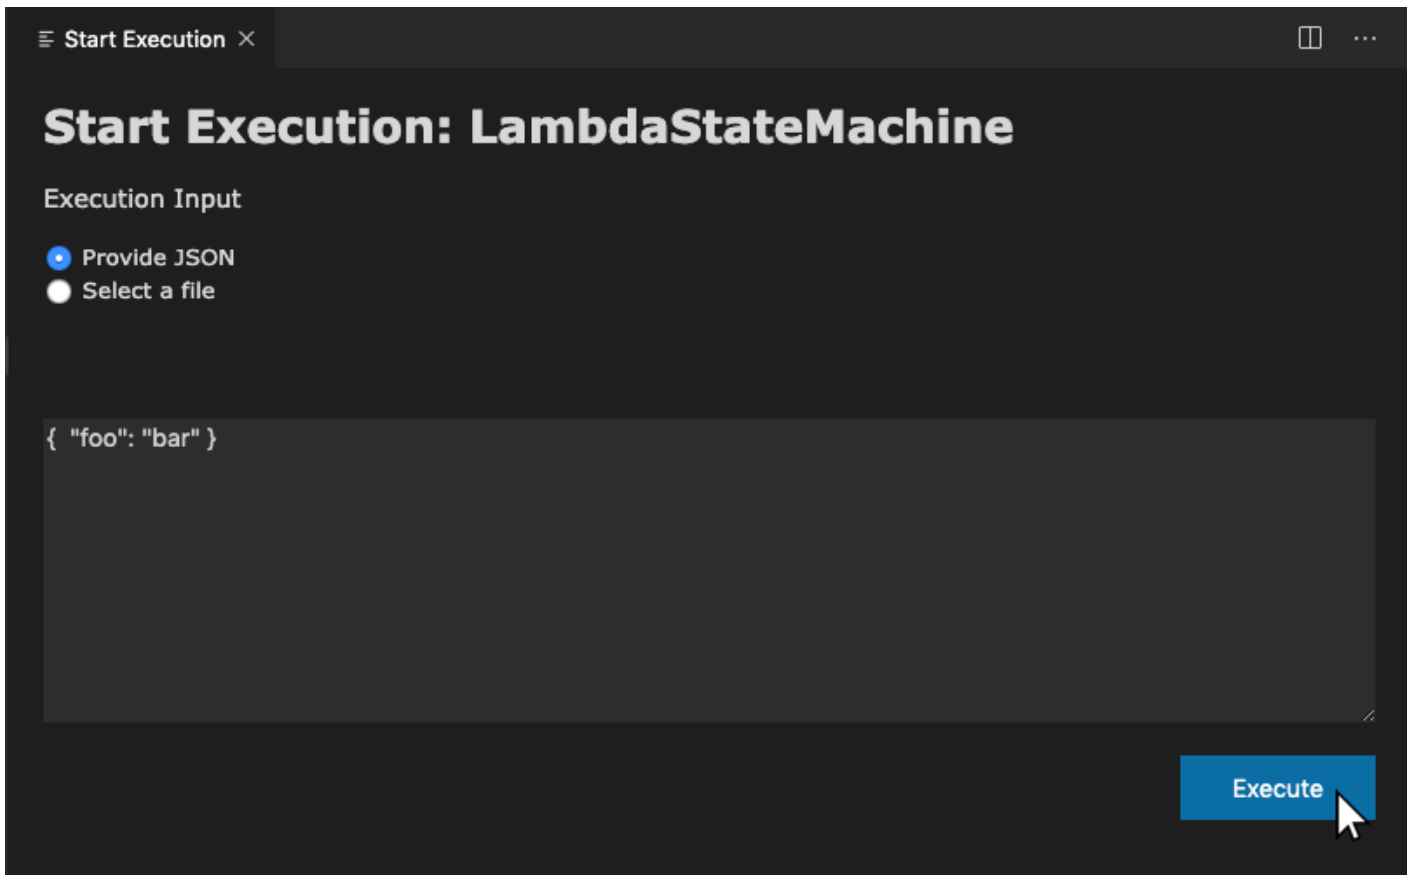 Start Execution
Start Execution: LambdaStateMachine
Execution Input
Provide JSON
Select a file
{ "foo": "bar" }
Execute